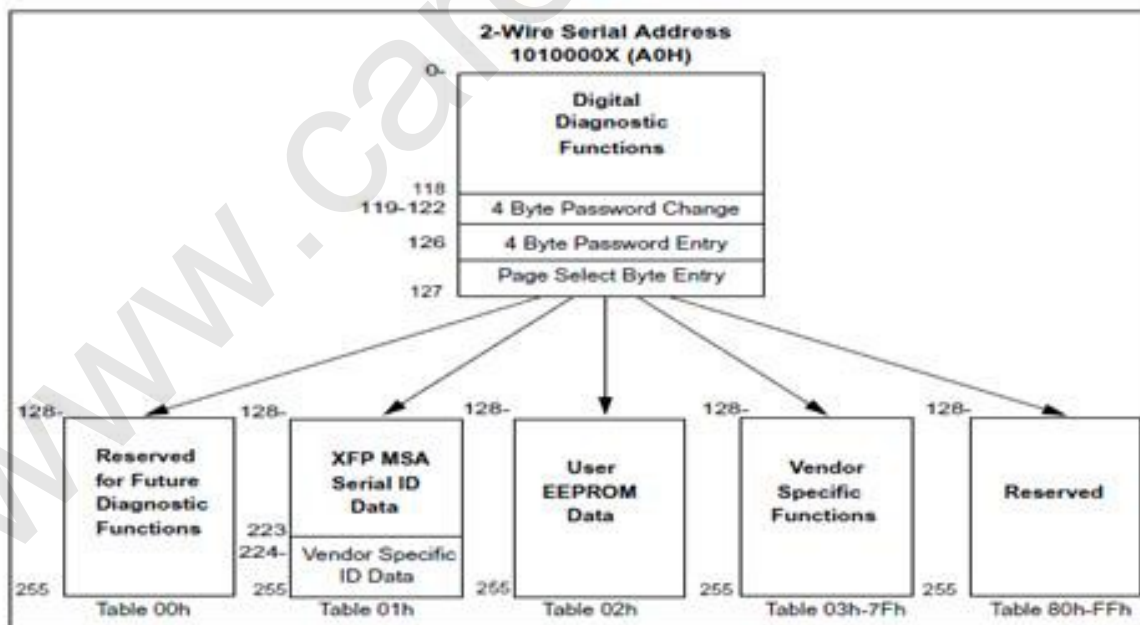 2-Wire Serial Address
1010000X (A0H)
0-
Digital
Diagnostic
Functions
118
119-122
4 Byte Password Change
126
4 Byte Password Entry
Page Select Byte Entry
127
128-
Reserved
for Future
Diagnostic
Functions
255
Table 00h
128-
XFP MSA
Serial ID
Data
223
224-
Vendor Specific
ID Data
255
Table 01h
128-
User
EEPROM
Data
255
Table 02h
128-
Vendor
Specific
Functions
255
Table 03h-7Fh
128-
Reserved
255
Table 80h-FFh
www.car